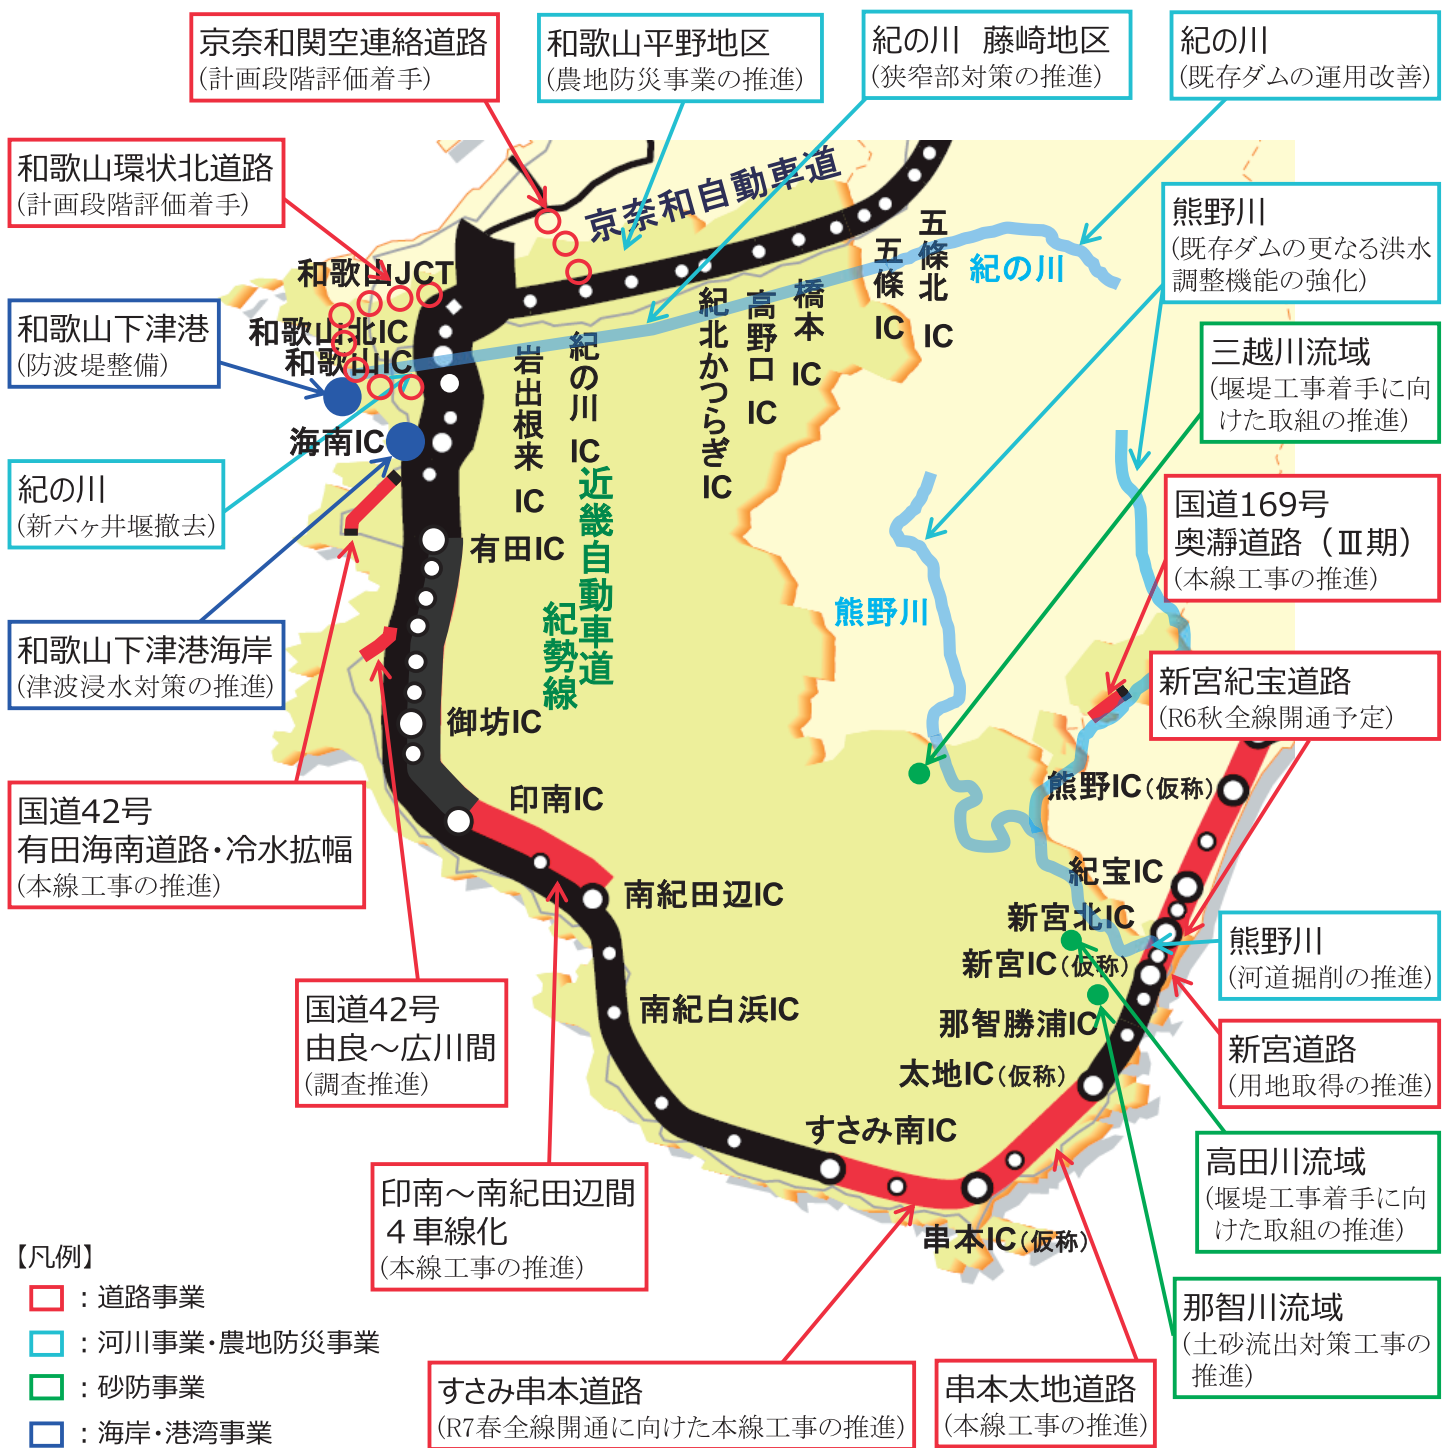 京奈和関空連絡道路
(計画段階評価着手)
和歌山平野地区
(農地防災事業の推進)
紀の川 藤崎地区
(狭窄部対策の推進)
紀の川
(既存ダムの運用改善)
和歌山環状北道路
(計画段階評価着手)
熊野川
(既存ダムの更なる洪水
調整機能の強化)
京奈和自動車道
和歌山JCT
和歌山北IC
和歌山IC
海南IC
岩出根来IC
紀の川IC
紀北かつらぎIC
高野口IC
橋本IC
五條IC
五條北IC
紀の川
和歌山下津港
(防波堤整備)
三越川流域
(堰堤工事着手に向
けた取組の推進)
紀の川
(新六ヶ井堰撤去)
国道169号
奥瀞道路(Ⅲ期)
(本線工事の推進)
近畿自動車道
紀勢線
有田IC
熊野川
和歌山下津港海岸
(津波浸水対策の推進)
新宮紀宝道路
(R6秋全線開通予定)
御坊IC
印南IC
熊野IC(仮称)
国道42号
有田海南道路・冷水拡幅
(本線工事の推進)
南紀田辺IC
紀宝IC
新宮北IC
新宮IC(仮称)
熊野川
(河道掘削の推進)
国道42号
由良～広川間
(調査推進)
南紀白浜IC
那智勝浦IC
太地IC(仮称)
新宮道路
(用地取得の推進)
すさみ南IC
串本IC(仮称)
高田川流域
(堰堤工事着手に向
けた取組の推進)
印南～南紀田辺間
４車線化
(本線工事の推進)
那智川流域
(土砂流出対策工事の
推進)
すさみ串本道路
(R7春全線開通に向けた本線工事の推進)
串本太地道路
(本線工事の推進)
【凡例】
：道路事業
：河川事業・農地防災事業
：砂防事業
：海岸・港湾事業